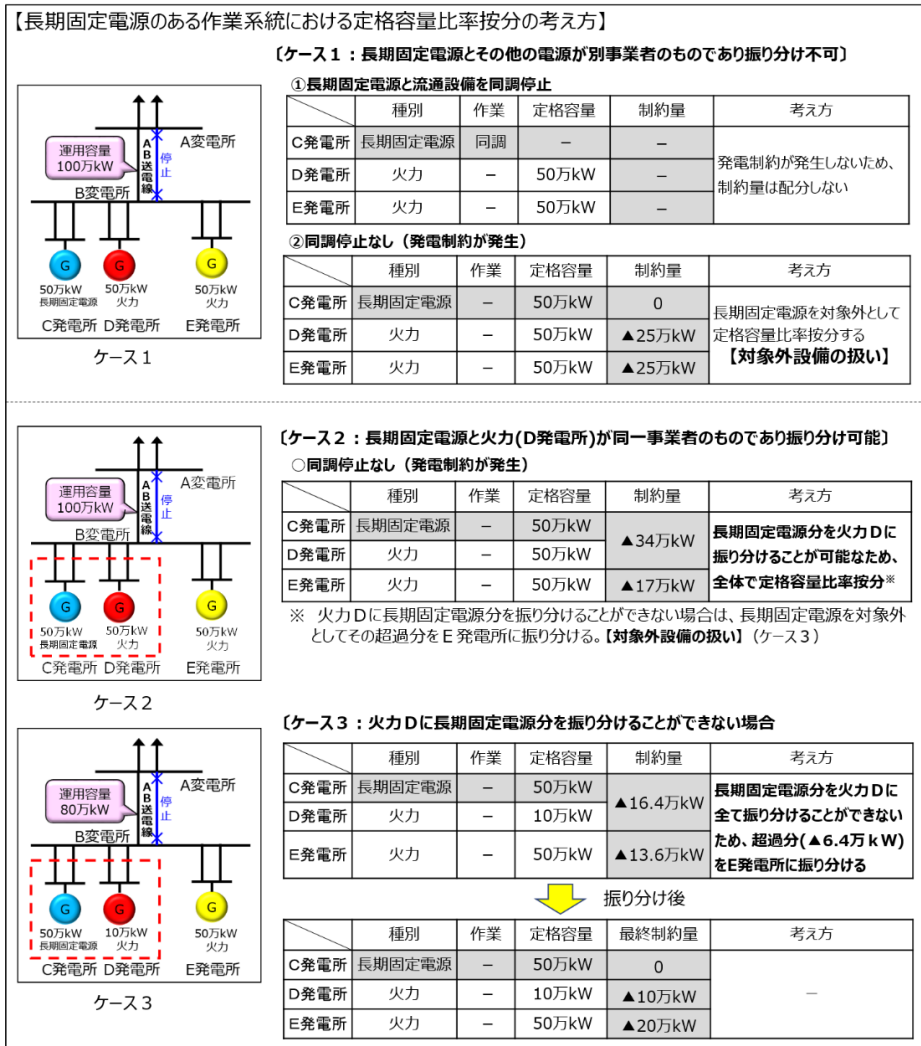 【長期固定電源のある作業系統における定格容量比率按分の考え方】
〔ケース１：長期固定電源とその他の電源が別事業者のものであり振り分け不可〕
①長期固定電源と流通設備を同調停止
種別 作業 定格容量 制約量 考え方
C発電所 長期固定電源 同調 － －
D発電所 火力 － 50万kW －
E発電所 火力 － 50万kW －
発電制約が発生しないため、
制約量は配分しない
運用容量
100万kW
AB送電線
停止
A変電所
B変電所
G G G
50万kW 50万kW 50万kW
長期固定電源 火力 火力
C発電所 D発電所 E発電所
ケース１
②同調停止なし（発電制約が発生）
種別 作業 定格容量 制約量 考え方
C発電所 長期固定電源 － 50万kW 0
D発電所 火力 － 50万kW ▲25万kW
E発電所 火力 － 50万kW ▲25万kW
長期固定電源を対象外として
定格容量比率按分する
【対象外設備の扱い】
〔ケース２：長期固定電源と火力(D発電所)が同一事業者のものであり振り分け可能〕
○同調停止なし（発電制約が発生）
種別 作業 定格容量 制約量 考え方
C発電所 長期固定電源 － 50万kW
▲34万kW
D発電所 火力 － 50万kW
E発電所 火力 － 50万kW ▲17万kW
長期固定電源分を火力Dに
振り分けることが可能なため、
全体で定格容量比率按分※
※ 火力Ｄに長期固定電源分を振り分けることができない場合は、長期固定電源を対象外
としてその超過分をＥ発電所に振り分ける。【対象外設備の扱い】（ケース３）
運用容量
100万kW
AB送電線
停止
A変電所
B変電所
G G G
50万kW 50万kW 50万kW
長期固定電源 火力 火力
C発電所 D発電所 E発電所
ケース２
〔ケース３：火力Ｄに長期固定電源分を振り分けることができない場合
種別 作業 定格容量 制約量 考え方
C発電所 長期固定電源 － 50万kW
▲16.4万kW
D発電所 火力 － 10万kW
E発電所 火力 － 50万kW ▲13.6万kW
長期固定電源分を火力Ｄに
全て振り分けることができない
ため、超過分(▲6.4万ｋW)
をE発電所に振り分ける
運用容量
80万kW
AB送電線
停止
A変電所
B変電所
G G G
50万kW 10万kW 50万kW
長期固定電源 火力 火力
C発電所 D発電所 E発電所
ケース３
振り分け後
種別 作業 定格容量 最終制約量 考え方
C発電所 長期固定電源 － 50万kW 0
D発電所 火力 － 10万kW ▲10万kW －
E発電所 火力 － 50万kW ▲20万kW